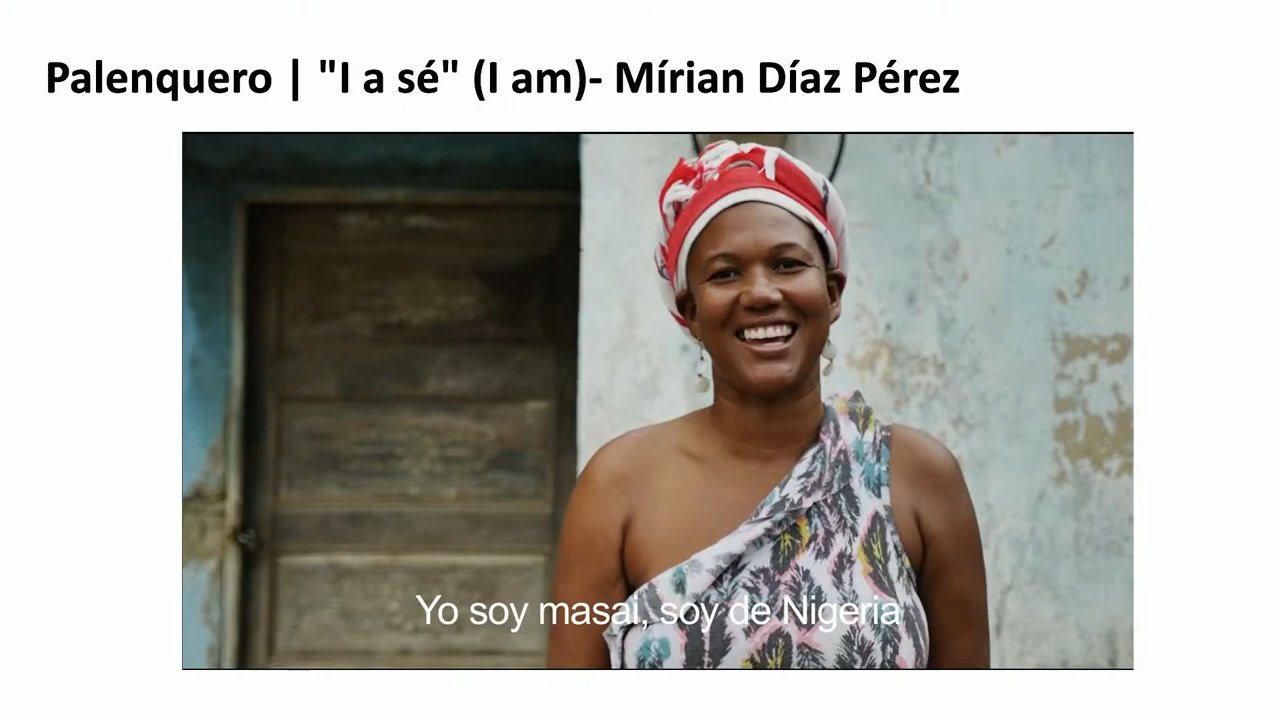 Palenquero | "I a sé" (I am)- Mírian Díaz Pérez
Yo soy masai, soy de Nigeria